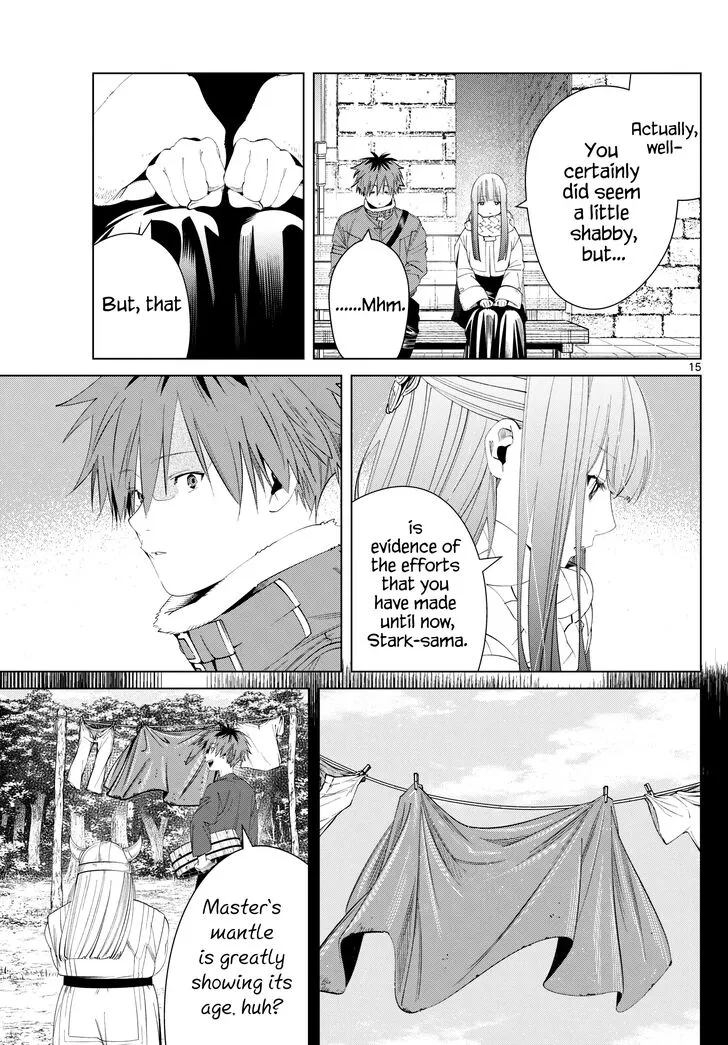 Actually,
well-
You
certainly
did seem
a little
shabby,
but...
......Mhm.
But, that
15
is
evidence of
the efforts
that you
have made
until now,
Stark-sama.
Master's
mantle
is greatly
showing its
age. huh?